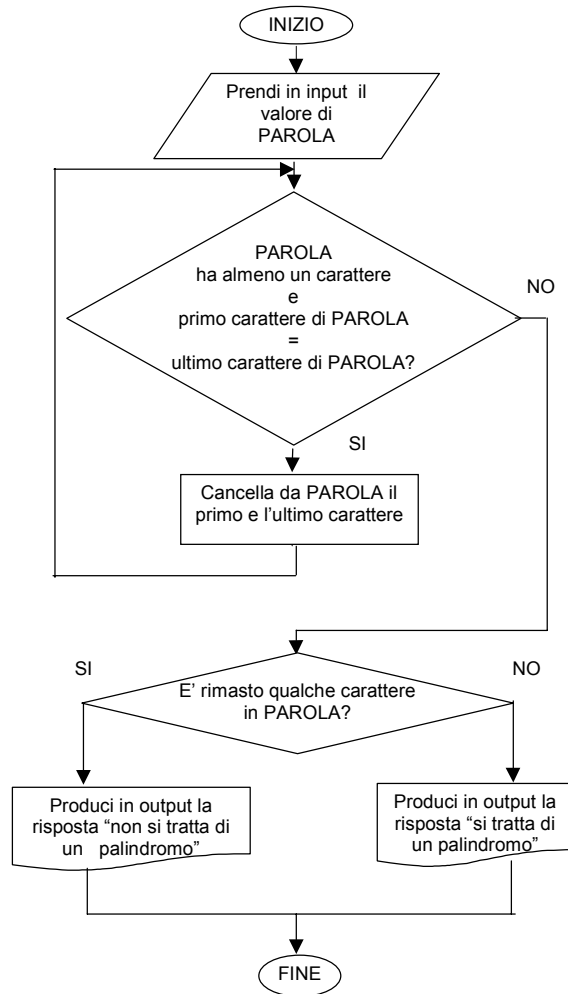 INIZIO
Prendi in input il
valore di
PAROLA
PAROLA
ha almeno un carattere
e
primo carattere di PAROLA
=
ultimo carattere di PAROLA?
NO
SI
Cancella da PAROLA il
primo e l'ultimo carattere
SI
NO
E' rimasto qualche carattere
in PAROLA?
Produci in output la
risposta “non si tratta di
un palindromo”
Produci in output la
risposta “si tratta di
un palindromo”
FINE